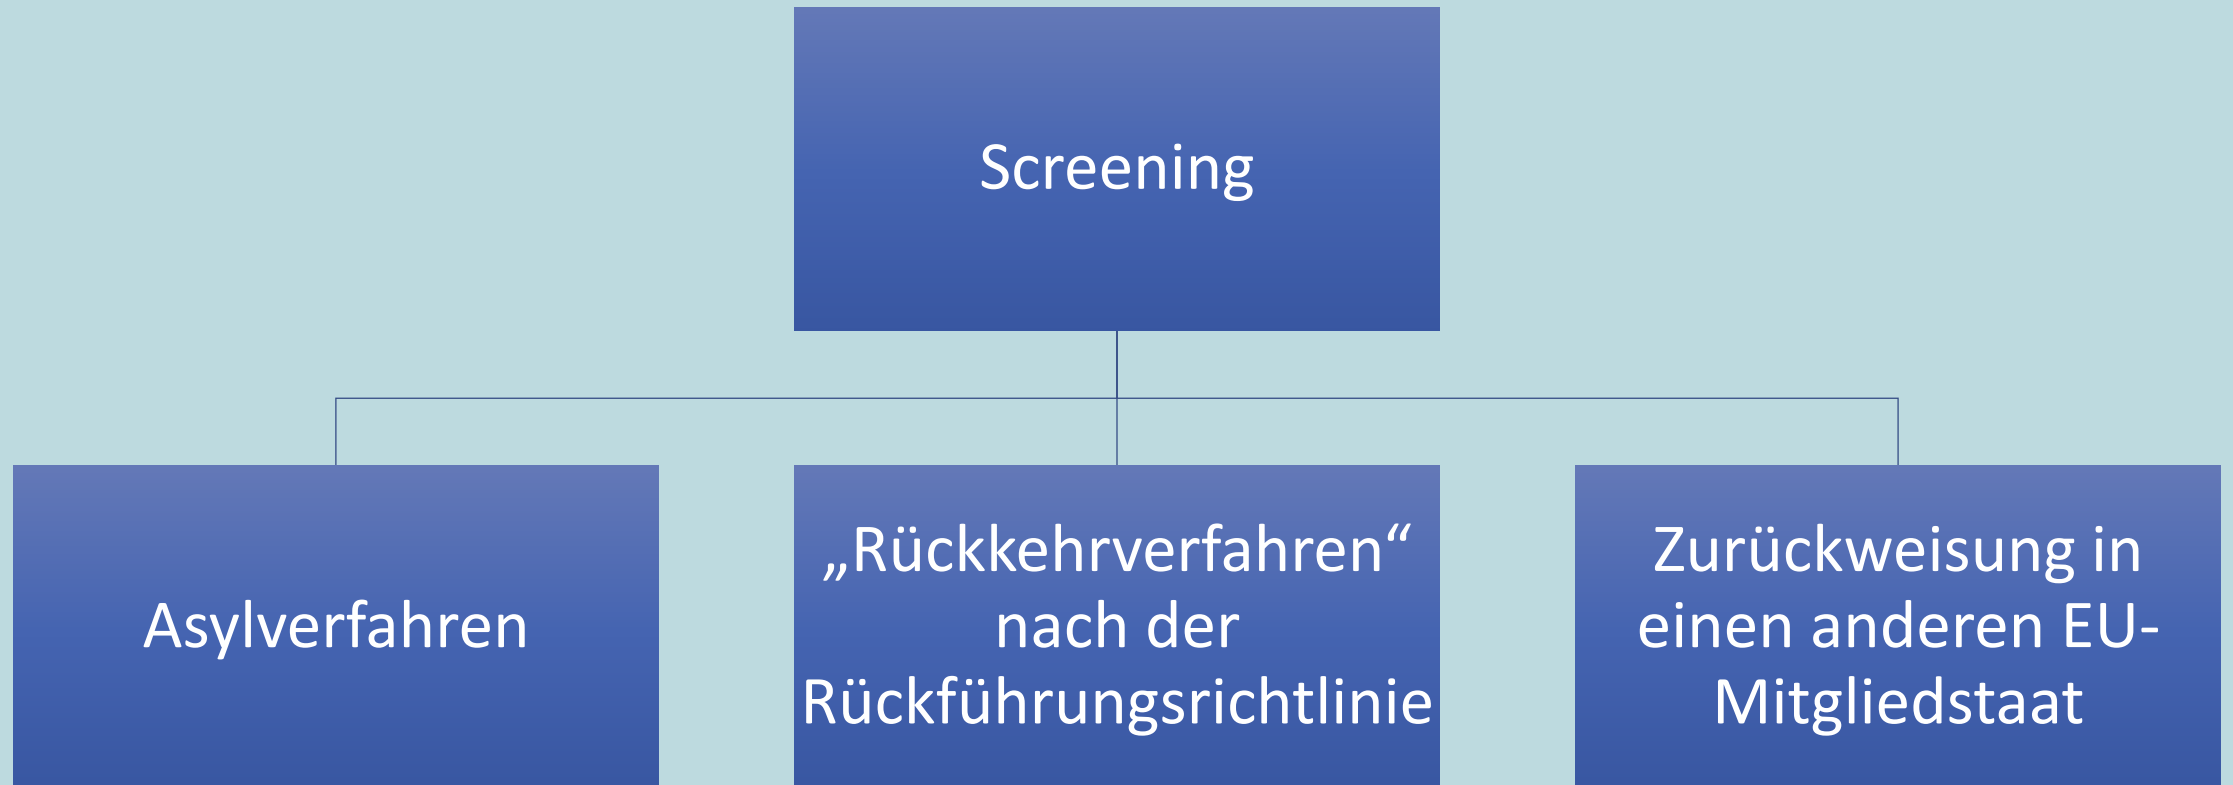 Screening
Asylverfahren
„Rückkehrverfahren“
nach der
Rückführungsrichtlinie
Zurückweisung in
einen anderen EU-
Mitgliedstaat